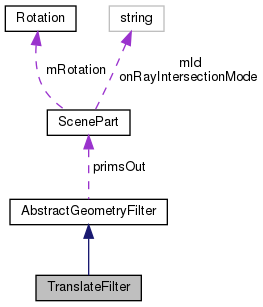 Rotation
string
mRotation
mId
onRayIntersectionMode
ScenePart
primsOut
AbstractGeometryFilter
TranslateFilter